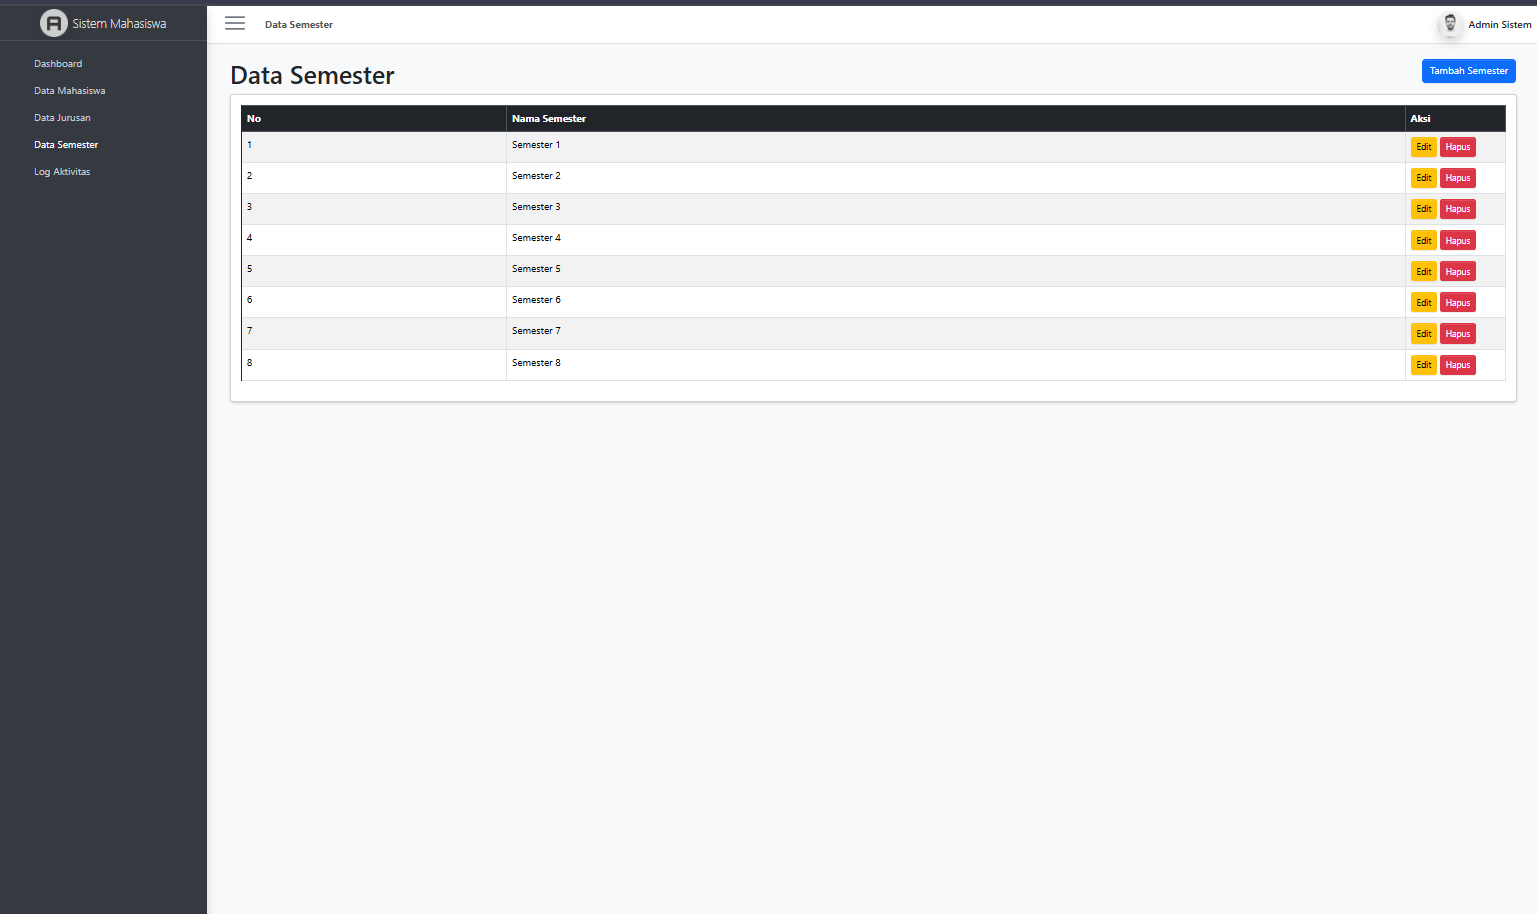 Sistem Mahasiswa
Dashboard
Data Mahasiswa
Data Jurusan
Data Semester
Log Aktivitas
Data Semester
Admin Sistem
Data Semester
Tambah Semester
No Nama Semester Aksi
1 Semester 1 Edit Hapus
2 Semester 2 Edit Hapus
3 Semester 3 Edit Hapus
4 Semester 4 Edit Hapus
5 Semester 5 Edit Hapus
6 Semester 6 Edit Hapus
7 Semester 7 Edit Hapus
8 Semester 8 Edit Hapus